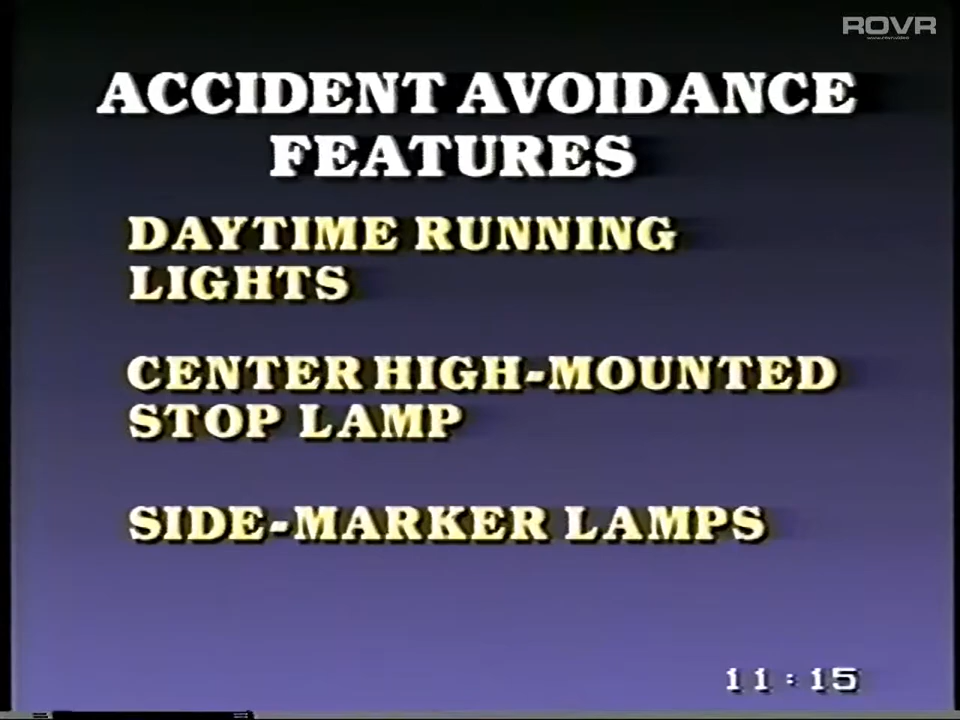 ROVR
ACCIDENT AVOIDANCE
FEATURES
DAYTIME RUNNING
LIGHTS
CENTER HIGH-MOUNTED
STOP LAMP
SIDE-MARKER LAMPS
11:15